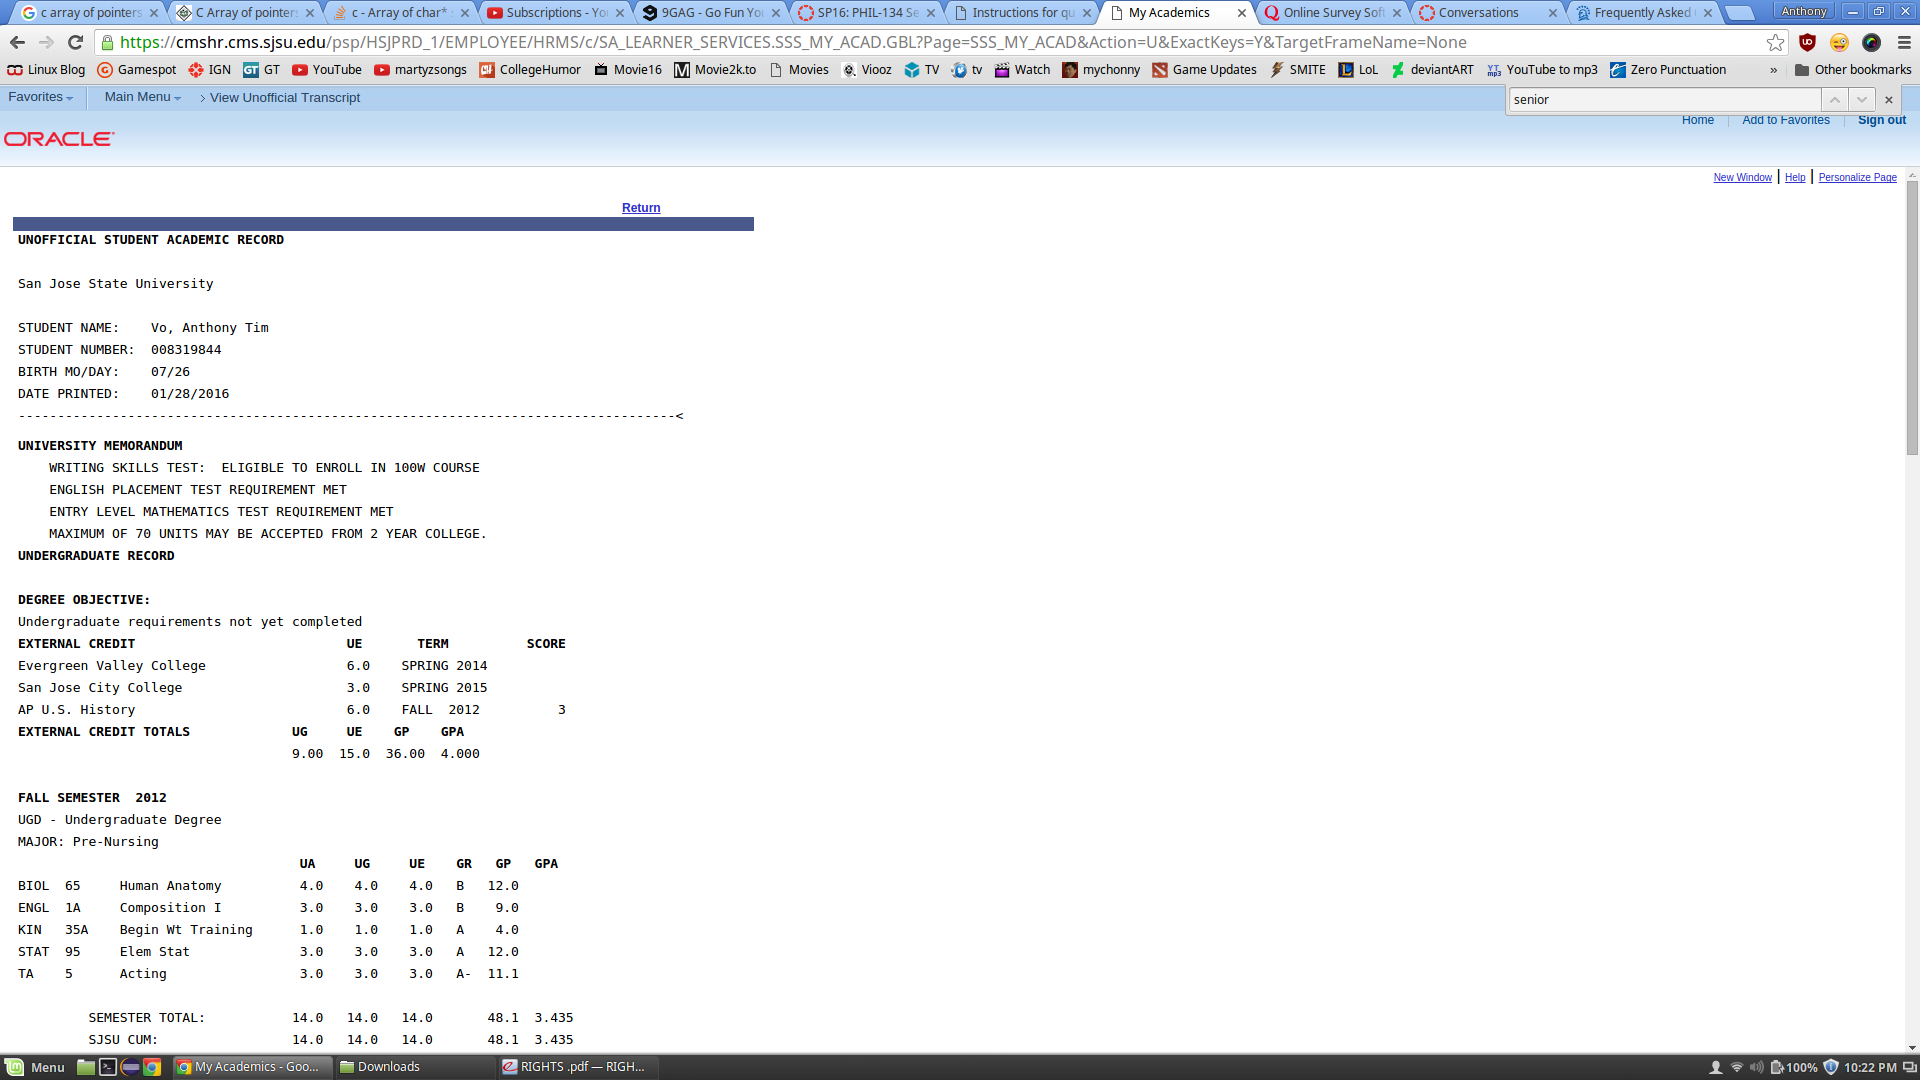 c array of pointers
C Array of pointers
c - Array of char*
Subscriptions - Yo
9GAG - Go Fun Yo
SP16: PHIL-134 Se
Instructions for qu
My Academics
Online Survey Soft
Conversations
Frequently Asked
Anthony
https://cmshr.cms.sjsu.edu/psp/HSJPRD_1/EMPLOYEE/HRMS/c/SA_LEARNER_SERVICES.SSS_MY_ACAD.GBL?Page=SSS_MY_ACAD&Action=U&ExactKeys=Y&TargetFrameName=None
Linux Blog Gamespot IGN GT YouTube martyzsongs CollegeHumor Movie16 Movie2k.to Movies Viooz TV tv Watch mychonny Game Updates SMITE LoL deviantART YouTube to mp3 Zero Punctuation » Other bookmarks
Favorites Main Menu > View Unofficial Transcript
senior
ORACLE
Home Add to Favorites Sign out
New Window | Help | Personalize Page
Return
UNOFFICIAL STUDENT ACADEMIC RECORD
San Jose State University
STUDENT NAME: Vo, Anthony Tim
STUDENT NUMBER: 008319844
BIRTH MO/DAY: 07/26
DATE PRINTED: 01/28/2016
------------------------------------------------------------------------------------<
UNIVERSITY MEMORANDUM
WRITING SKILLS TEST: ELIGIBLE TO ENROLL IN 100W COURSE
ENGLISH PLACEMENT TEST REQUIREMENT MET
ENTRY LEVEL MATHEMATICS TEST REQUIREMENT MET
MAXIMUM OF 70 UNITS MAY BE ACCEPTED FROM 2 YEAR COLLEGE.
UNDERGRADUATE RECORD
DEGREE OBJECTIVE:
Undergraduate requirements not yet completed
EXTERNAL CREDIT UE TERM SCORE
Evergreen Valley College 6.0 SPRING 2014
San Jose City College 3.0 SPRING 2015
AP U.S. History 6.0 FALL 2012 3
EXTERNAL CREDIT TOTALS UG UE GP GPA
9.00 15.0 36.00 4.000
FALL SEMESTER 2012
UGD - Undergraduate Degree
MAJOR: Pre-Nursing
UA UG UE GR GP GPA
BIOL 65 Human Anatomy 4.0 4.0 4.0 B 12.0
ENGL 1A Composition I 3.0 3.0 3.0 B 9.0
KIN 35A Begin Wt Training 1.0 1.0 1.0 A 4.0
STAT 95 Elem Stat 3.0 3.0 3.0 A 12.0
TA 5 Acting 3.0 3.0 3.0 A- 11.1
SEMESTER TOTAL: 14.0 14.0 14.0 48.1 3.435
SJSU CUM: 14.0 14.0 14.0 48.1 3.435
Menu My Academics - Goo... Downloads RIGHTS .pdf — RIGH... 100% 10:22 PM